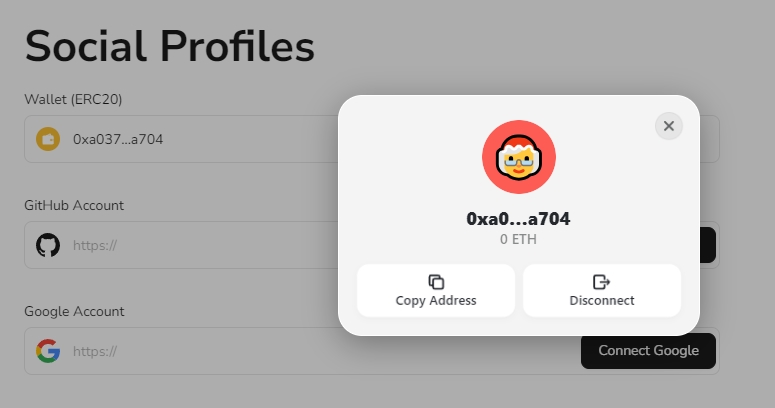 Social Profiles
Wallet (ERC20)
0xa037...a704
GitHub Account
https://
Google Account
https://
Connect Google
0xa0...a704
0 ETH
Copy Address
Disconnect